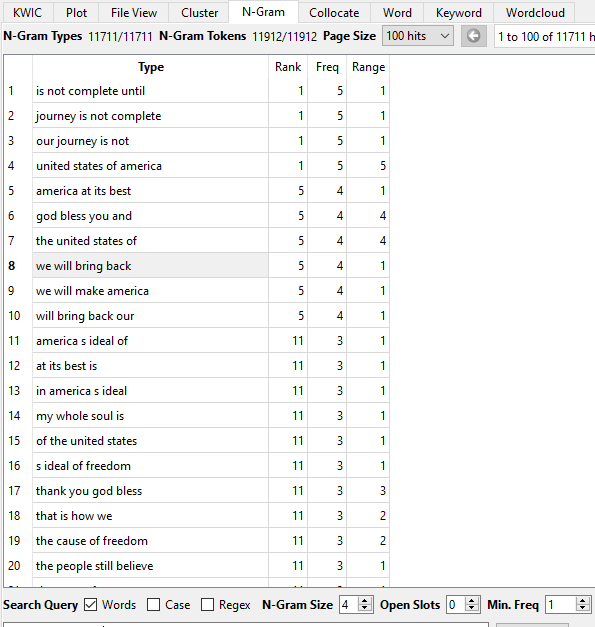 KWIC Plot File View Cluster N-Gram Collocate Word Keyword Wordcloud
N-Gram Types 11711/11711 N-Gram Tokens 11912/11912 Page Size 100 hits 1 to 100 of 11711 h
Type Rank Freq Range
1 is not complete until 1 5 1
2 journey is not complete 1 5 1
3 our journey is not 1 5 1
4 united states of america 1 5 5
5 america at its best 5 4 1
6 god bless you and 5 4 4
7 the united states of 5 4 4
8 we will bring back 5 4 1
9 we will make america 5 4 1
10 will bring back our 5 4 1
11 america s ideal of 11 3 1
12 at its best is 11 3 1
13 in america s ideal 11 3 1
14 my whole soul is 11 3 1
15 of the united states 11 3 1
16 s ideal of freedom 11 3 1
17 thank you god bless 11 3 3
18 that is how we 11 3 2
19 the cause of freedom 11 3 2
20 the people still believe 11 3 1
Search Query Words Case Regex N-Gram Size 4 Open Slots 0 Min. Freq 1